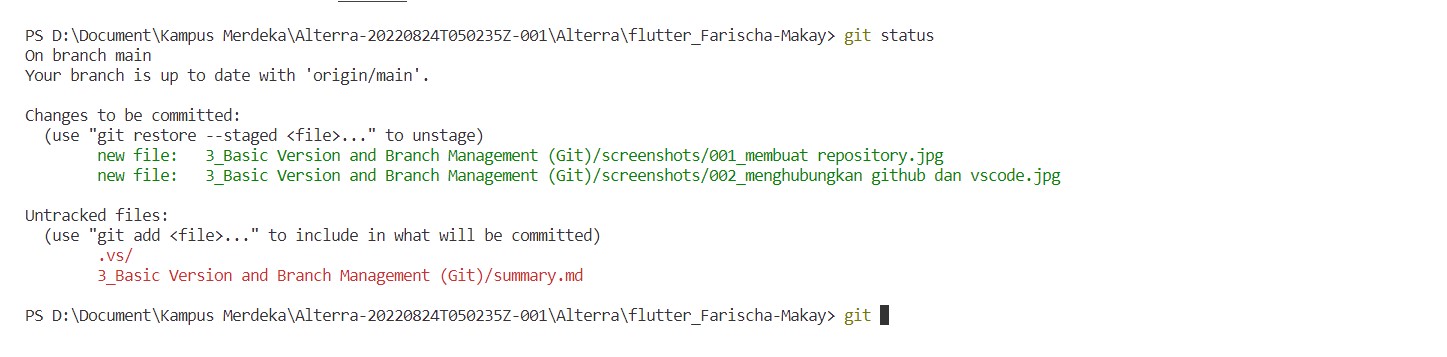 PS D:\Document\Kampus Merdeka\Alterra-20220824T050235Z-001\Alterra\flutter_Farischa-Makay> git status
On branch main
Your branch is up to date with 'origin/main'.
Changes to be committed:
(use "git restore --staged <file>..." to unstage)
new file:   3_Basic Version and Branch Management (Git)/screenshots/001_membuat repository.jpg
new file:   3_Basic Version and Branch Management (Git)/screenshots/002_menghubungkan github dan vscode.jpg
Untracked files:
(use "git add <file>..." to include in what will be committed)
.vs/
3_Basic Version and Branch Management (Git)/summary.md
PS D:\Document\Kampus Merdeka\Alterra-20220824T050235Z-001\Alterra\flutter_Farischa-Makay> git